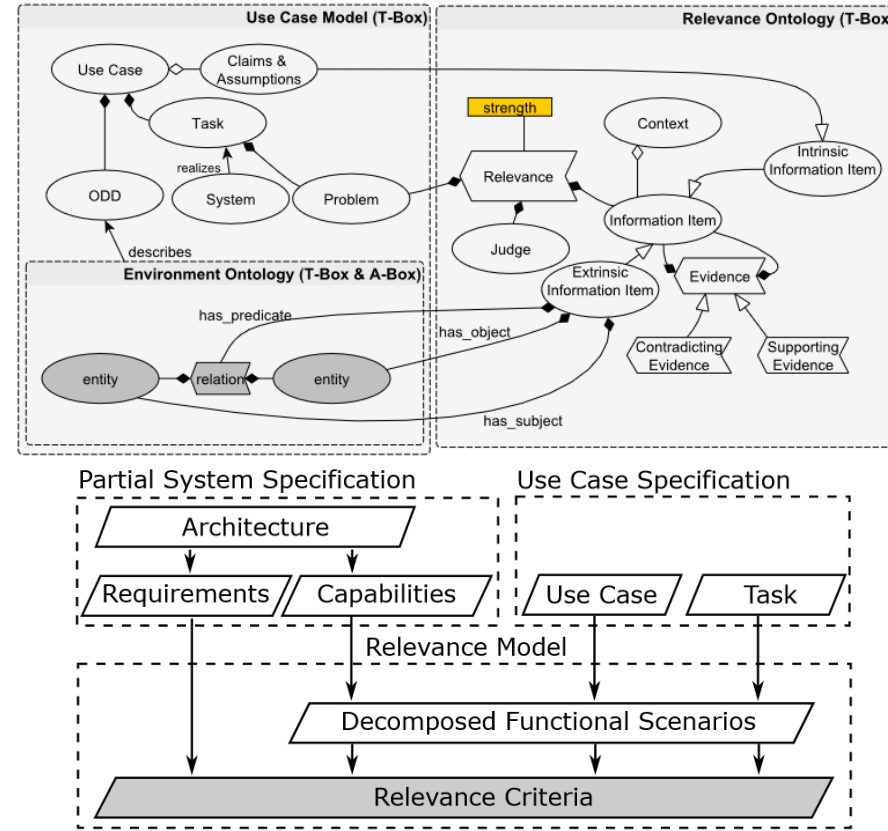 Use Case Model (T-Box)
Relevance Ontology (T-Box
Use Case
Claims &
Assumptions
Task
realizes
ODD
System
Problem
describes
strength
Context
Relevance
Intrinsic
Information Item
Information Item
Judge
Extrinsic
Information Item
Evidence
Contradicting
Evidence
Supporting
Evidence
Environment Ontology (T-Box & A-Box)
has_predicate
has_object
entity
relation
entity
has_subject
Partial System Specification
Use Case Specification
Architecture
Requirements
Capabilities
Use Case
Task
Relevance Model
Decomposed Functional Scenarios
Relevance Criteria